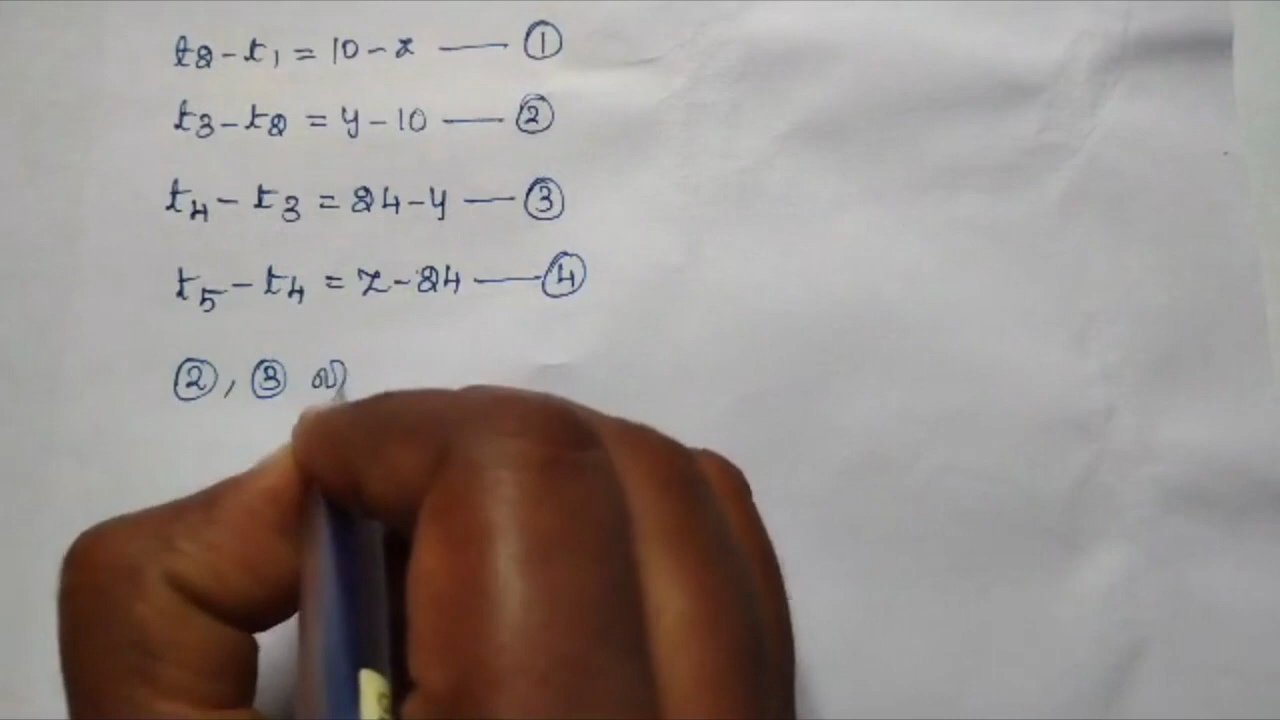 t2 - t1 = 10 - x —— ①
t3 - t2 = y - 10 —— ②
t4 - t3 = 24 - y —— ③
t5 - t4 = z - 24 —— ④
②, ③ லி